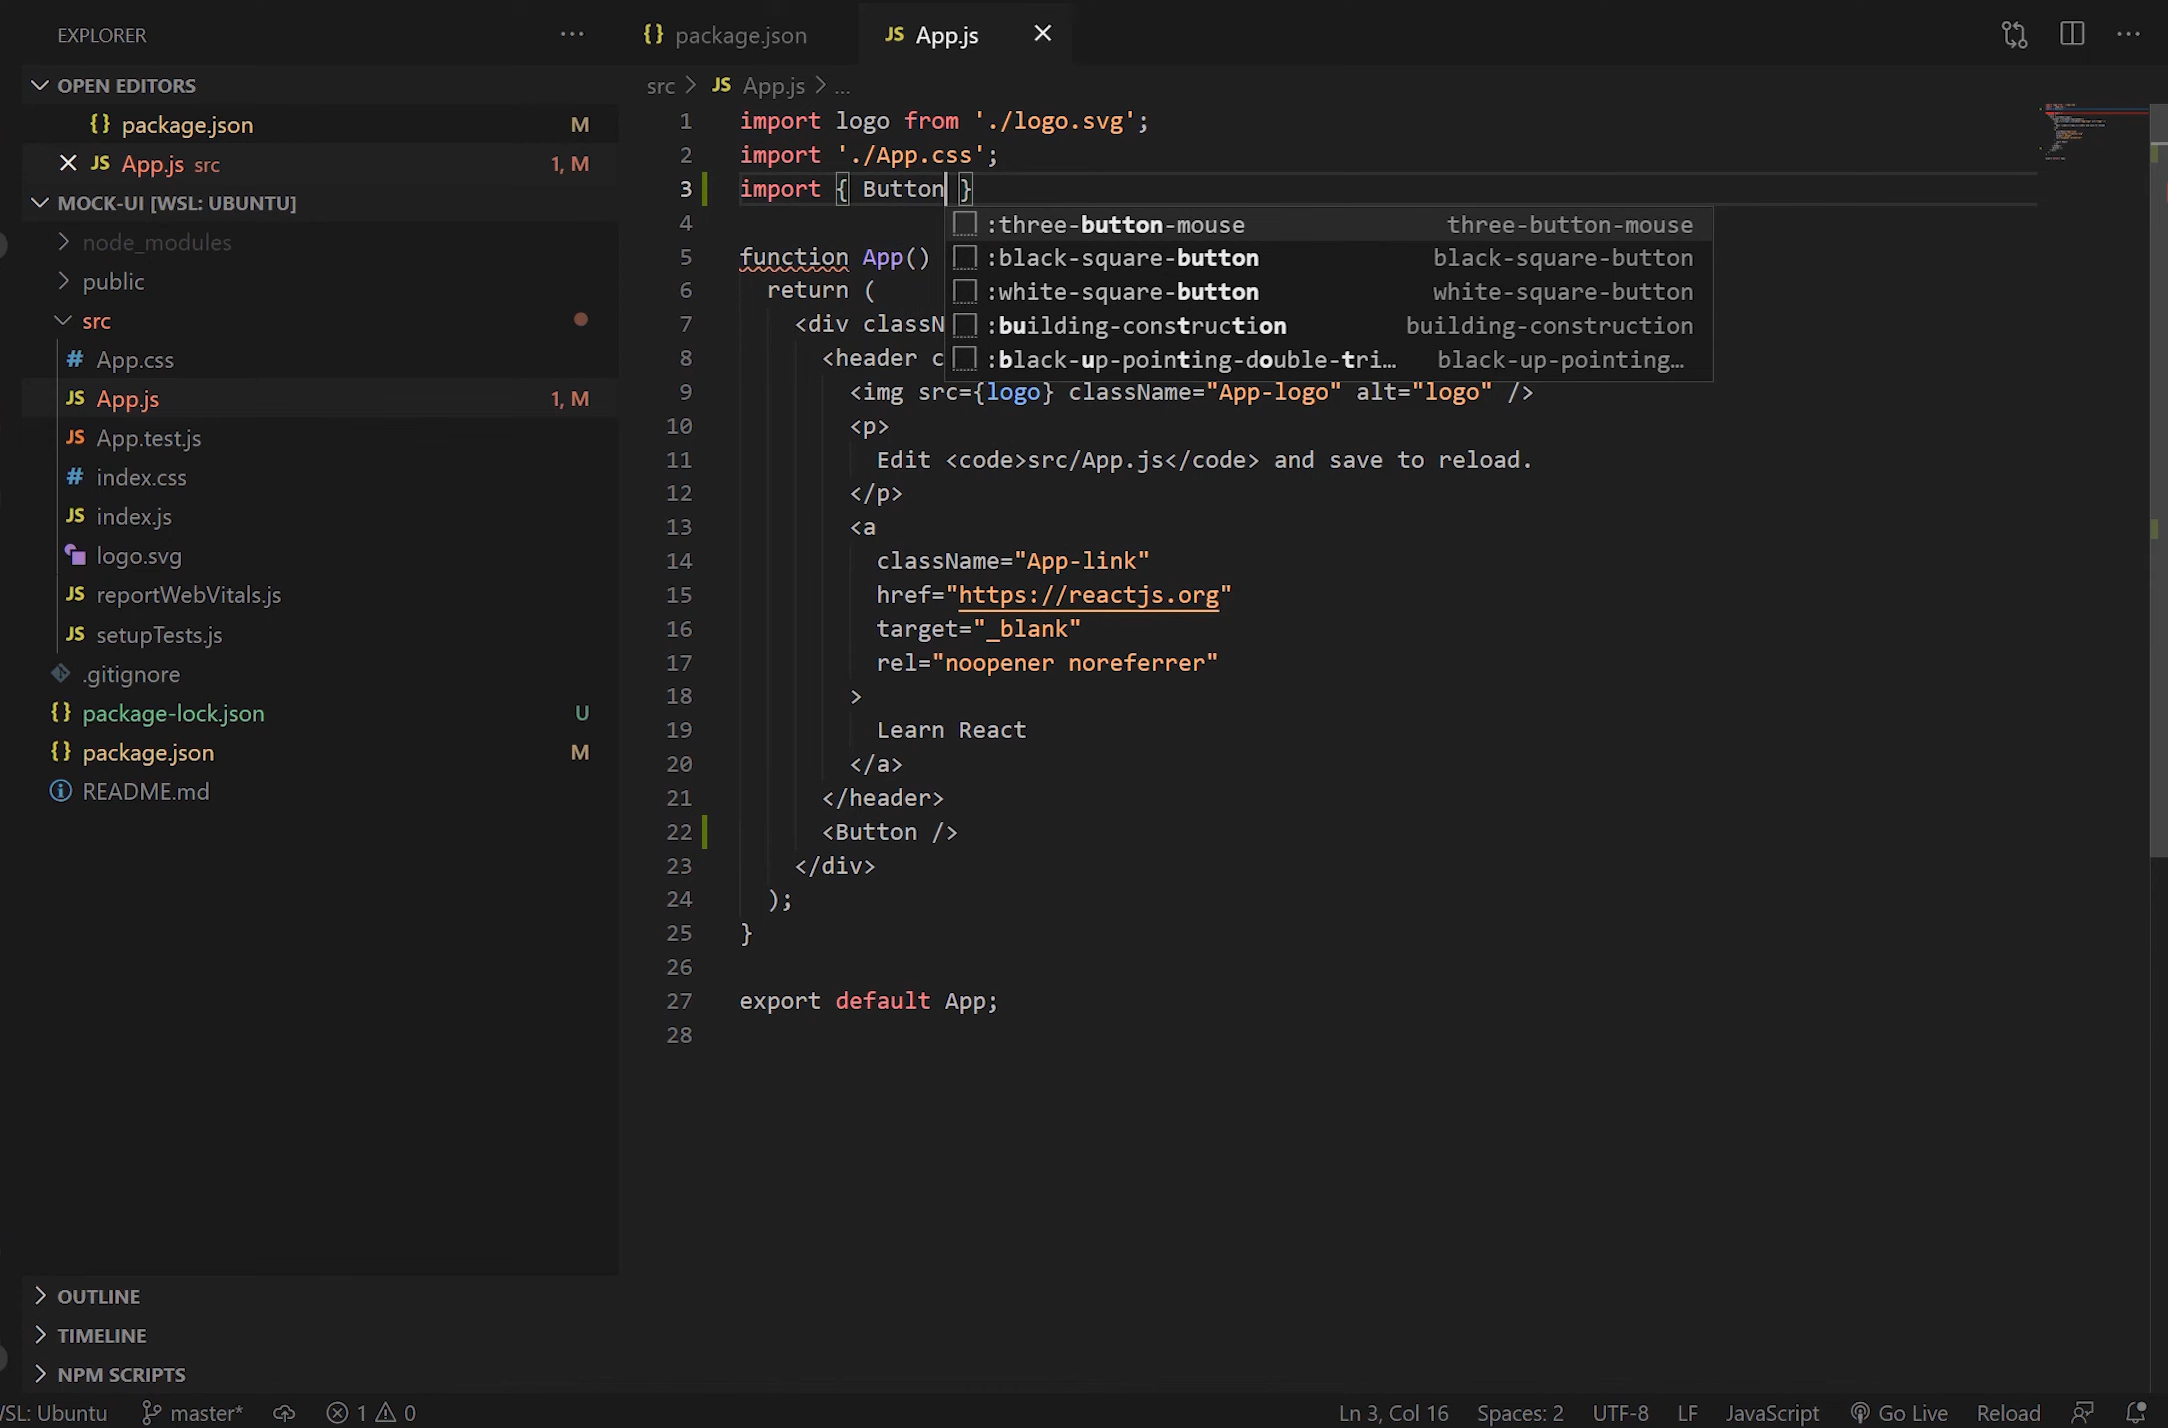 EXPLORER ...
OPEN EDITORS
{} package.json M
JS App.js src 1, M
MOCK-UI [WSL: UBUNTU]
node_modules
public
src
# App.css
JS App.js 1, M
JS App.test.js
# index.css
JS index.js
logo.svg
JS reportWebVitals.js
JS setupTests.js
.gitignore
{} package-lock.json U
{} package.json M
README.md
OUTLINE
TIMELINE
NPM SCRIPTS
{} package.json JS App.js
src > JS App.js > ...
1 import logo from './logo.svg';
2 import './App.css';
3 import { Button }
4
:three-button-mouse three-button-mouse
:black-square-button black-square-button
:white-square-button white-square-button
:building-construction building-construction
:black-up-pointing-double-tri... black-up-pointing...
5 function App()
6 return (
7 <div classN
8 <header c
9 <img src={logo} className="App-logo" alt="logo" />
10 <p>
11 Edit <code>src/App.js</code> and save to reload.
12 </p>
13 <a
14 className="App-link"
15 href="https://reactjs.org"
16 target="_blank"
17 rel="noopener noreferrer"
18 >
19 Learn React
20 </a>
21 </header>
22 <Button />
23 </div>
24 );
25 }
26
27 export default App;
28
WSL: Ubuntu master* 1 0 Ln 3, Col 16 Spaces: 2 UTF-8 LF JavaScript Go Live Reload